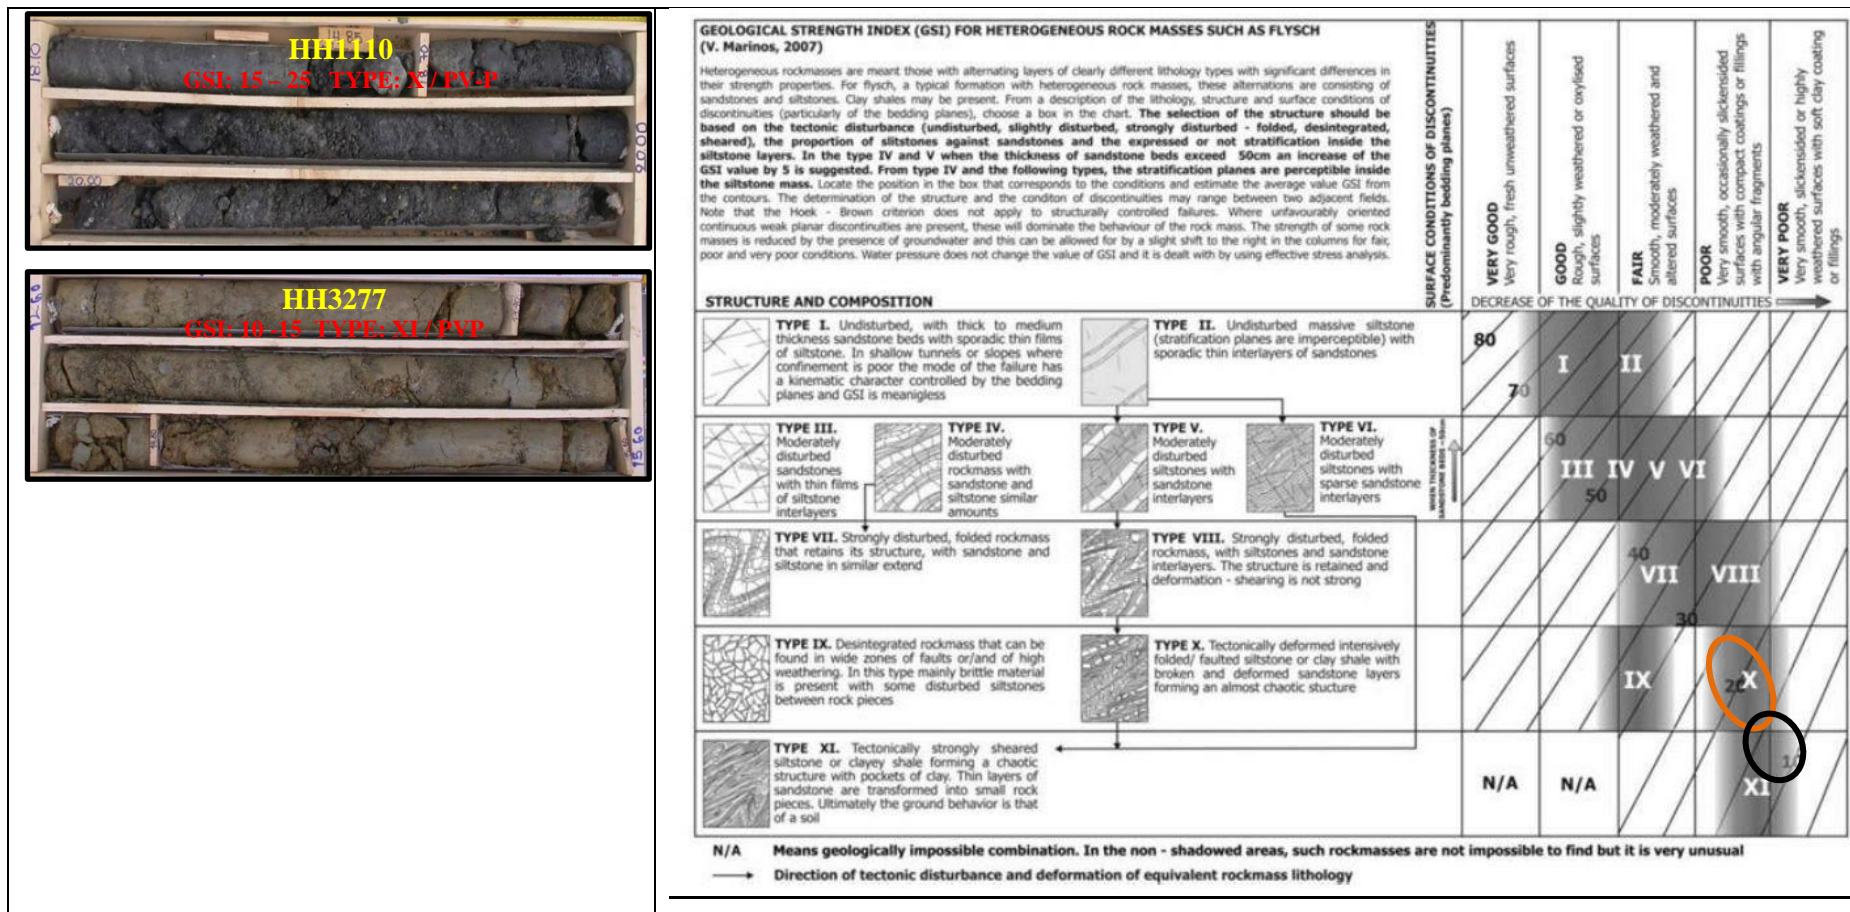 18.10
14.85
18.70
HH1110
GSI: 15 – 25 TYPE: X / PV-P
20.00
20.00
12.60
HH3277
GSI: 10 -15 TYPE: XI / PVP
15.60
GEOLOGICAL STRENGTH INDEX (GSI) FOR HETEROGENEOUS ROCK MASSES SUCH AS FLYSCH
(V. Marinos, 2007)
Heterogeneous rockmasses are meant those with alternating layers of clearly different lithology types with significant differences in
their strength properties. For flysch, a typical formation with heterogeneous rock masses, these alternations are consisting of
sandstones and siltstones. Clay shales may be present. From a description of the lithology, structure and surface conditions of
discontinuities (particularly of the bedding planes), choose a box in the chart. The selection of the structure should be
based on the tectonic disturbance (undisturbed, slightly disturbed, strongly disturbed - folded, desintegrated,
sheared), the proportion of slitstones against sandstones and the expressed or not stratification inside the
siltstone layers. In the type IV and V when the thickness of sandstone beds exceed 50cm an increase of the
GSI value by 5 is suggested. From type IV and the following types, the stratification planes are perceptible inside
the siltstone mass. Locate the position in the box that corresponds to the conditions and estimate the average value GSI from
the contours. The determination of the structure and the conditon of discontinuities may range between two adjacent fields.
Note that the Hoek - Brown criterion does not apply to structurally controlled failures. Where unfavourably oriented
continuous weak planar discontinuities are present, these will dominate the behaviour of the rock mass. The strength of some rock
masses is reduced by the presence of groundwater and this can be allowed for by a slight shift to the right in the columns for fair,
poor and very poor conditions. Water pressure does not change the value of GSI and it is dealt with by using effective stress analysis.
STRUCTURE AND COMPOSITION
SURFACE CONDITIONS OF DISCONTINUITIES
(Predominantly bedding planes)
VERY GOOD
Very rough, fresh unweathered surfaces
GOOD
Rough, slightly weathered or oxylised
surfaces
FAIR
Smooth, moderately weathered and
altered surfaces
POOR
Very smooth, occasionally slickensided
surfaces with compact coatings or fillings
with angular fragments
VERY POOR
Very smooth, slickensided or highly
weathered surfaces with soft clay coating
or fillings
DECREASE OF THE QUALITY OF DISCONTINUITIES
TYPE I. Undisturbed, with thick to medium
thickness sandstone beds with sporadic thin films
of siltstone. In shallow tunnels or slopes where
confinement is poor the mode of the failure has
a kinematic character controlled by the bedding
planes and GSI is meanigless
TYPE II. Undisturbed massive siltstone
(stratification planes are imperceptible) with
sporadic thin interlayers of sandstones
80
70
I
II
TYPE III.
Moderately
disturbed
sandstones
with thin films
of siltstone
interlayers
TYPE IV.
Moderately
disturbed
rockmass with
sandstone and
siltstone similar
amounts
TYPE V.
Moderately
disturbed
siltstones with
sandstone
interlayers
TYPE VI.
Moderately
disturbed
siltstones with
sparse sandstone
interlayers
WHEN THICKNESS OF
60
III IV V VI
50
TYPE VII. Strongly disturbed, folded rockmass
that retains its structure, with sandstone and
siltstone in similar extend
TYPE VIII. Strongly disturbed, folded
rockmass, with siltstones and sandstone
interlayers. The structure is retained and
deformation - shearing is not strong
40
VII
VIII
30
TYPE IX. Desintegrated rockmass that can be
found in wide zones of faults or/and of high
weathering. In this type mainly brittle material
is present with some disturbed siltstones
between rock pieces
TYPE X. Tectonically deformed intensively
folded/ faulted siltstone or clay shale with
broken and deformed sandstone layers
forming an almost chaotic stucture
IX
20
X
TYPE XI. Tectonically strongly sheared
siltstone or clayey shale forming a chaotic
structure with pockets of clay. Thin layers of
sandstone are transformed into small rock
pieces. Ultimately the ground behavior is that
of a soil
N/A
N/A
10
XI
N/A Means geologically impossible combination. In the non - shadowed areas, such rockmasses are not impossible to find but it is very unusual
Direction of tectonic disturbance and deformation of equivalent rockmass lithology